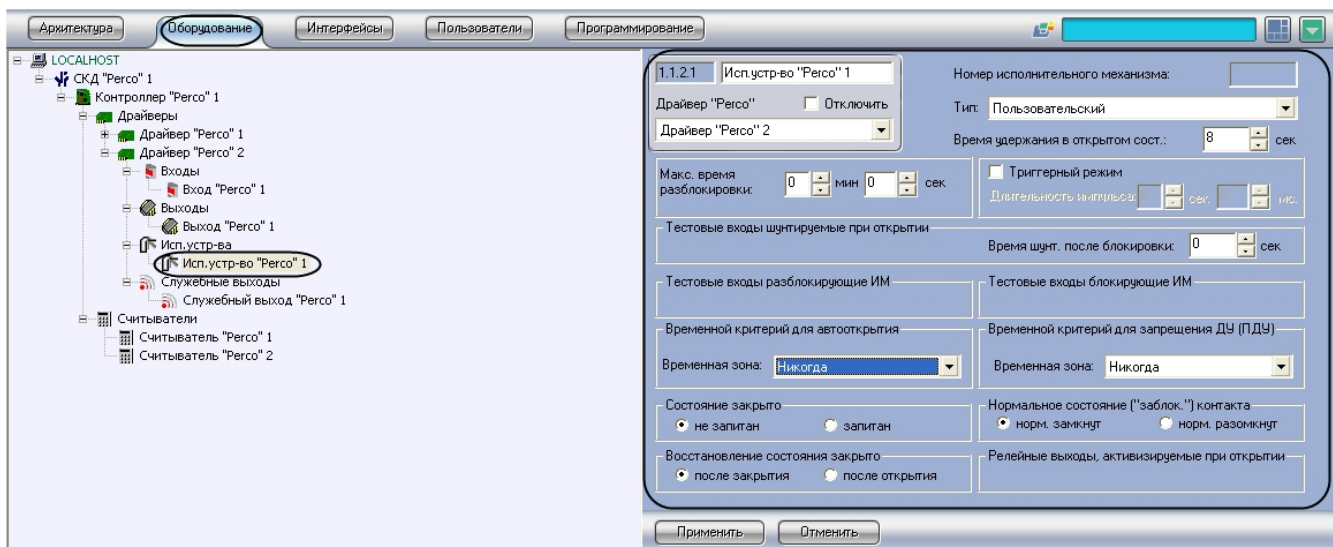 Архитектура Оборудование Интерфейсы Пользователи Программирование
LOCALHOST
СКД "Perco" 1
Контроллер "Perco" 1
Драйверы
Драйвер "Perco" 1
Драйвер "Perco" 2
Входы
Вход "Perco" 1
Выходы
Выход "Perco" 1
Исп.устр-ва
Исп.устр-во "Perco" 1
Служебные выходы
Служебный выход "Perco" 1
Считыватели
Считыватель "Perco" 1
Считыватель "Perco" 2
1.1.2.1 Исп.устр-во "Perco" 1
Драйвер "Perco" Отключить
Драйвер "Perco" 2
Номер исполнительного механизма:
Тип: Пользовательский
Время удержания в открытом сост.: 8 сек
Макс. время
разблокировки: 0 мин 0 сек
Триггерный режим
Длительность импульса: сек мс.
Тестовые входы шунтируемые при открытии
Время шунт. после блокировки: 0 сек
Тестовые входы разблокирующие ИМ
Тестовые входы блокирующие ИМ
Временной критерий для автооткрытия
Временная зона: Никогда
Временной критерий для запрещения ДУ (ПДУ)
Временная зона: Никогда
Состояние закрыто
не запитан запитан
Нормальное состояние ("заблок.") контакта
норм. замкнут норм. разомкнут
Восстановление состояния закрыто
после закрытия после открытия
Релейные выходы, активизируемые при открытии
Применить Отменить